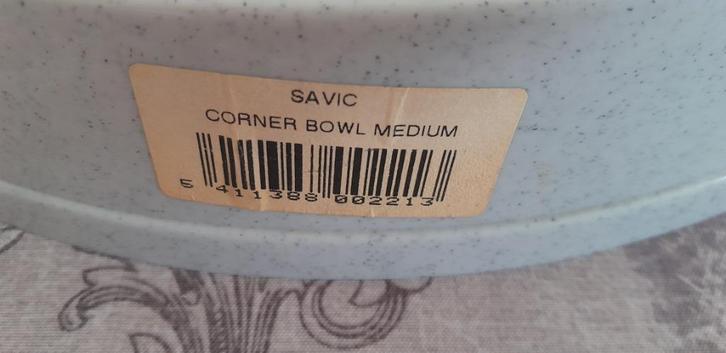 SAVIC
CORNER BOWL MEDIUM
5 411388 002213